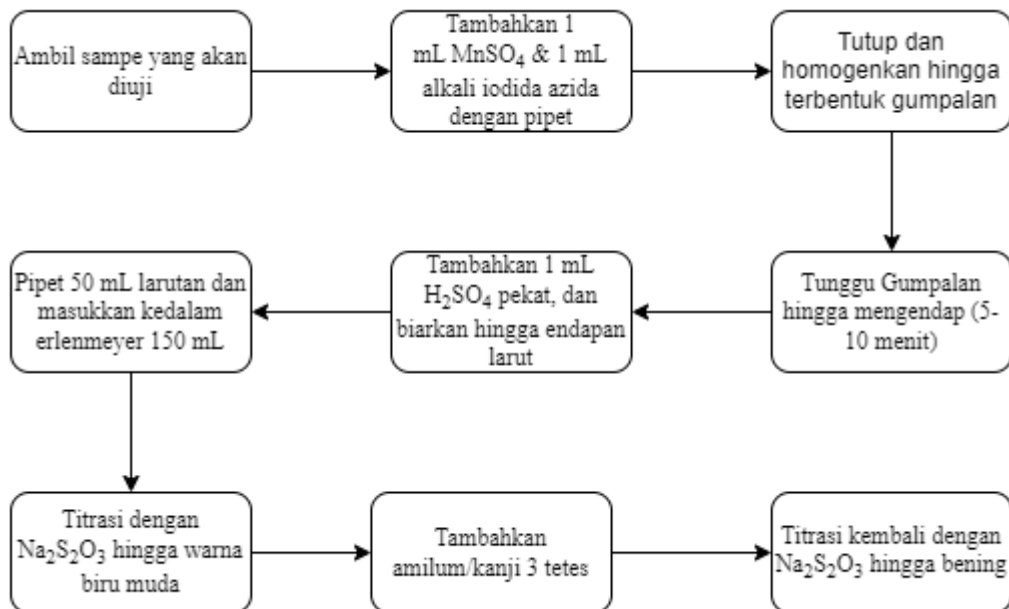 Ambil sampe yang akan
diuji
Tambahkan 1
mL MnSO₄ & 1 mL
alkali iodida azida
dengan pipet
Tutup dan
homogenkan hingga
terbentuk gumpalan
Tunggu Gumpalan
hingga mengendap (5-
10 menit)
Tambahkan 1 mL
H₂SO₄ pekat, dan
biarkan hingga endapan
larut
Pipet 50 mL larutan dan
masukkan kedalam
erlenmeyer 150 mL
Titrasi dengan
Na₂S₂O₃ hingga warna
biru muda
Tambahkan
amilum/kanji 3 tetes
Titrasi kembali dengan
Na₂S₂O₃ hingga bening